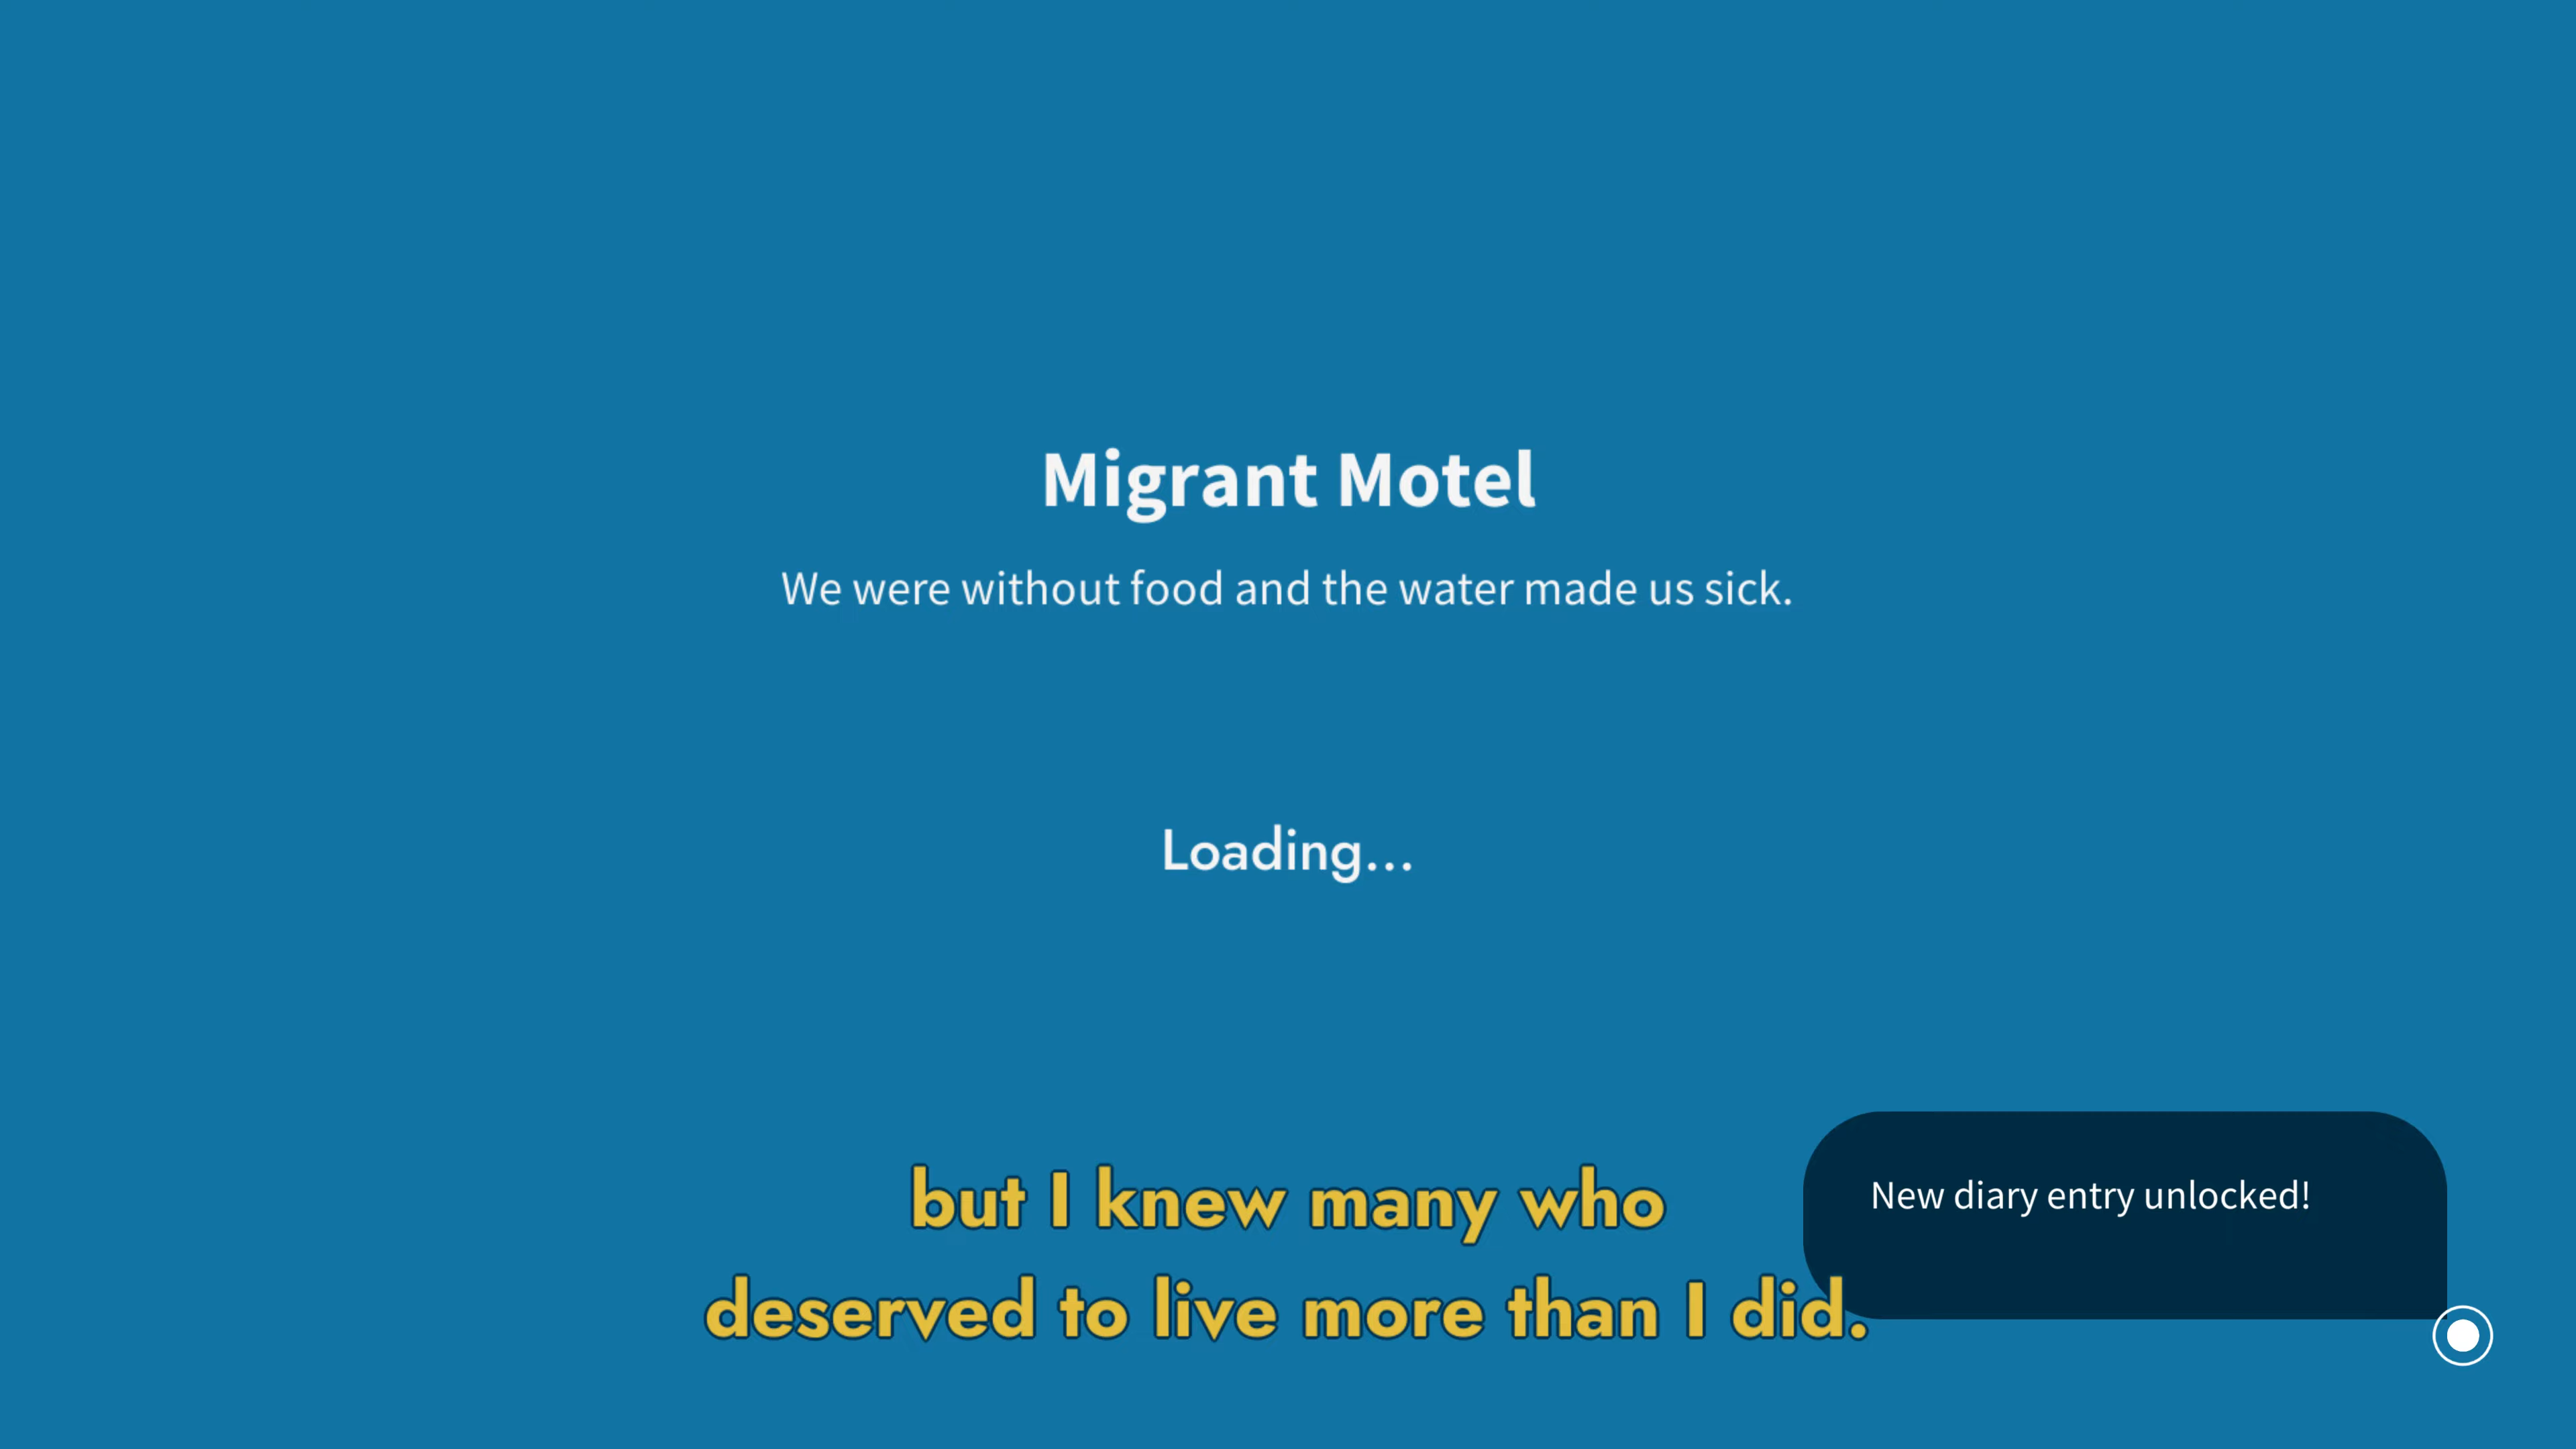 Migrant Motel
We were without food and the water made us sick.
Loading...
but I knew many who
deserved to live more than I did.
New diary entry unlocked!